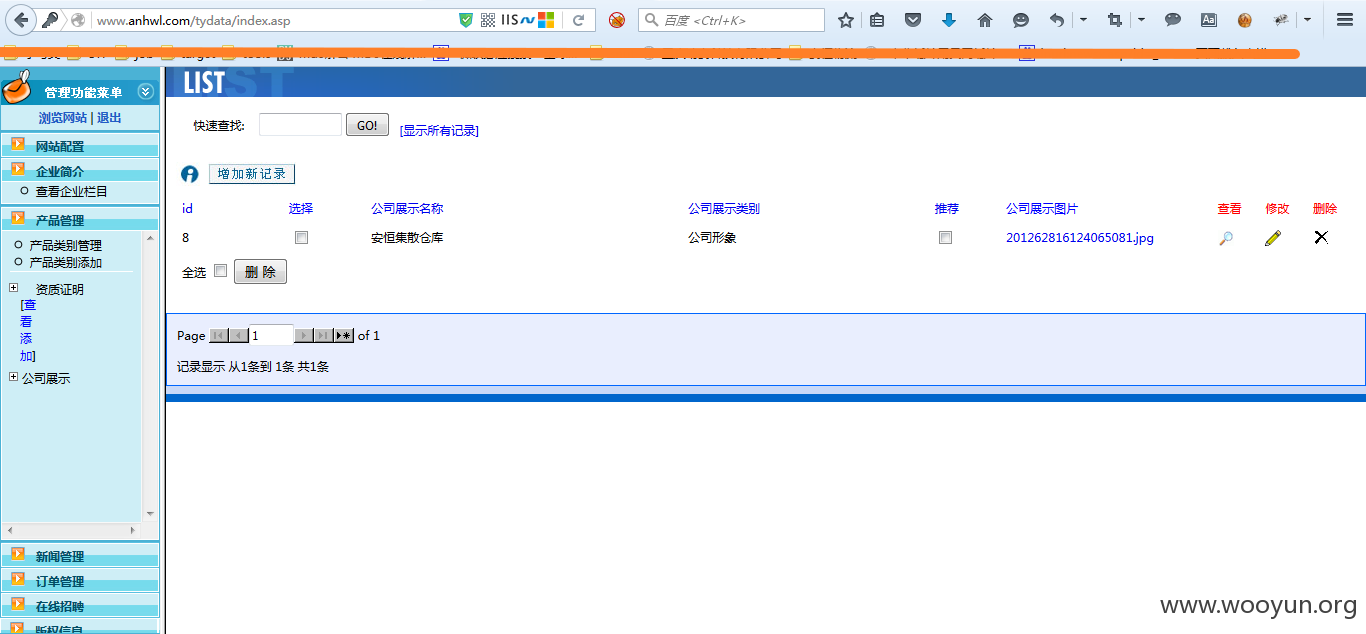 www.anhwl.com/tydata/index.asp
IIS
百度 <Ctrl+K>
管理功能菜单
浏览网站 | 退出
网站配置
企业简介
查看企业栏目
产品管理
产品类别管理
产品类别添加
资质证明
[查
看
添
加]
公司展示
新闻管理
订单管理
在线招聘
版权信息
LIST
快速查找:
GO!
[显示所有记录]
增加新记录
id 选择 公司展示名称 公司展示类别 推荐 公司展示图片 查看 修改 删除
8 安恒集散仓库 公司形象 201262816124065081.jpg
全选 删 除
Page 1 of 1
记录显示 从1条到 1条 共1条
www.wooyun.org